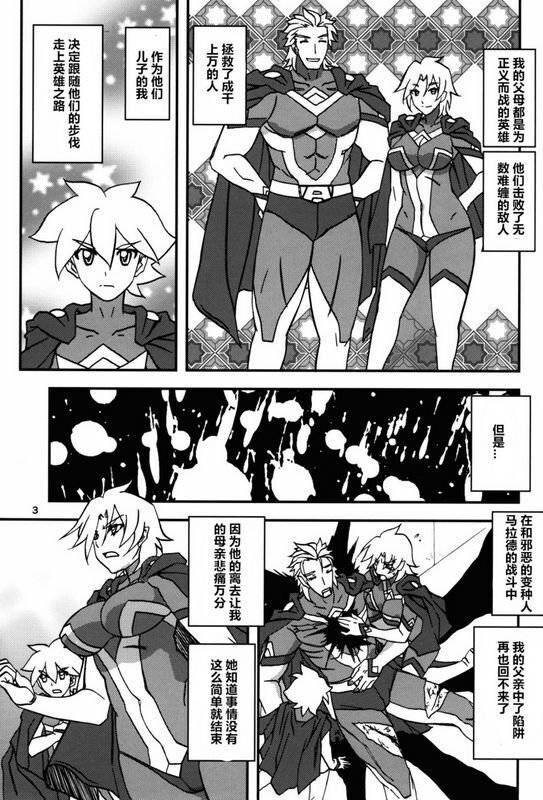 我的父母都是为
正义而战的英雄
他们击败了无
数难缠的敌人
拯救了成千
上万的人
作为他们
儿子的我
决定跟随他们的步伐
走上英雄之路
但是…
在和邪恶的变种人
马拉德的战斗中
我的父亲中了陷阱
再也回不来了
因为他的离去让我
的母亲悲痛万分
她知道事情没有
这么简单就结束
3